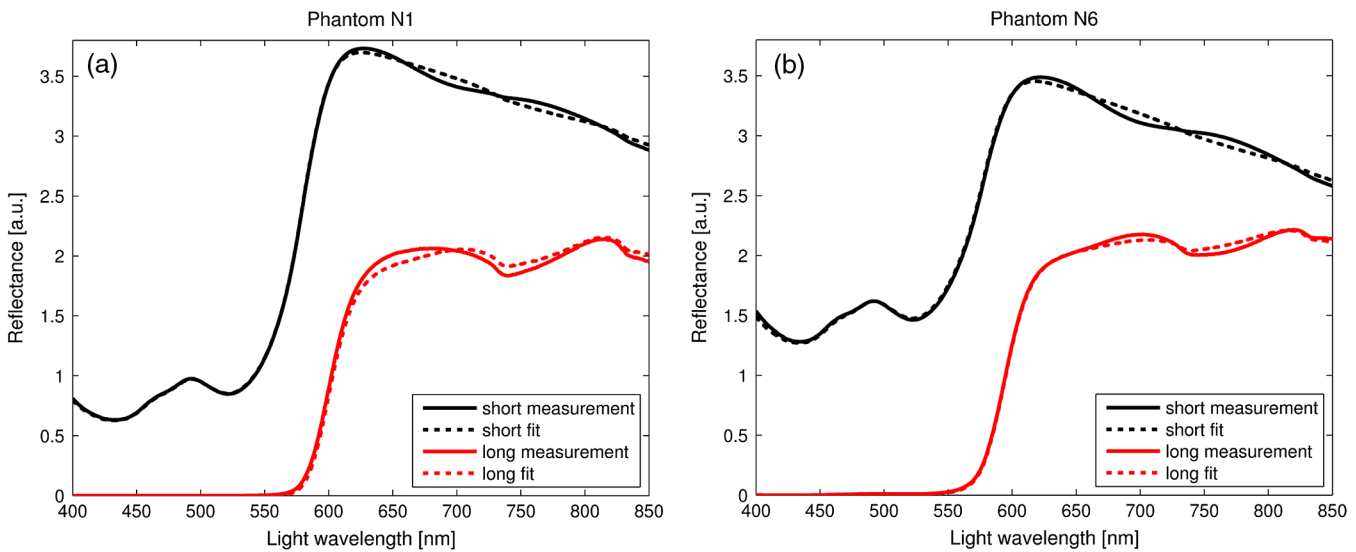 Phantom N1
(a)
3.5
3
2.5
2
1.5
1
0.5
0
Reflectance [a.u.]
short measurement
short fit
long measurement
long fit
400 450 500 550 600 650 700 750 800 850
Light wavelength [nm]
Phantom N6
(b)
3.5
3
2.5
2
1.5
1
0.5
0
Reflectance [a.u.]
short measurement
short fit
long measurement
long fit
400 450 500 550 600 650 700 750 800 850
Light wavelength [nm]